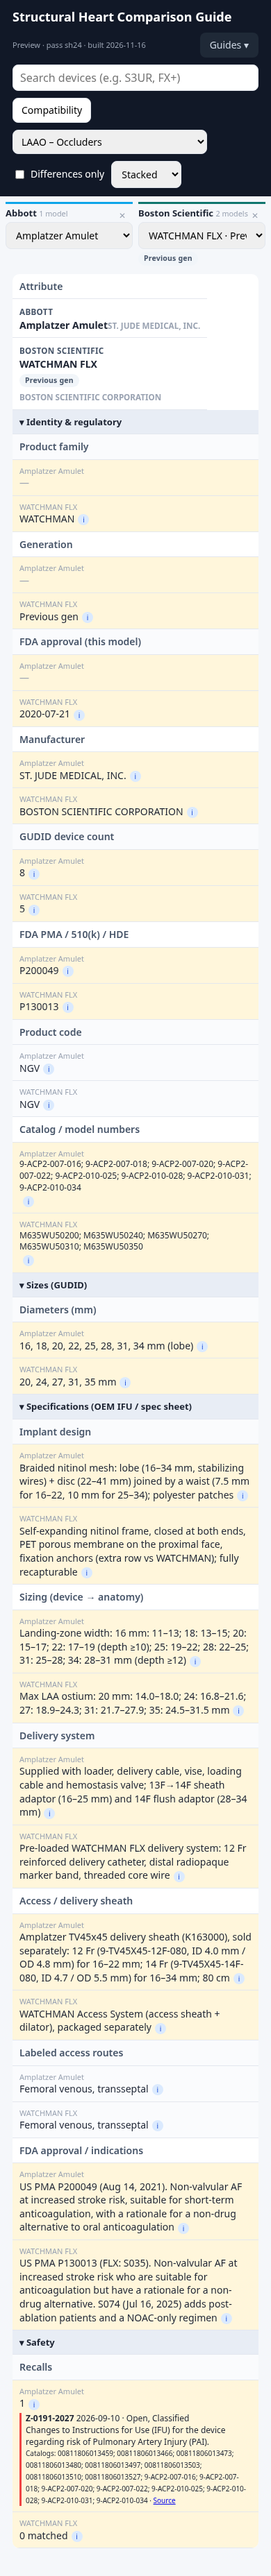 Structural Heart Comparison Guide
Preview · pass sh24 · built 2026-11-16
Guides ▾
Search devices (e.g. S3UR, FX+)
Compatibility
LAAO – Occluders
Differences only
Stacked
Abbott 1 model ×
Boston Scientific 2 models ×
Amplatzer Amulet
WATCHMAN FLX · Prev
Previous gen
Attribute
ABBOTT
Amplatzer Amulet ST. JUDE MEDICAL, INC.
BOSTON SCIENTIFIC
WATCHMAN FLX
Previous gen
BOSTON SCIENTIFIC CORPORATION
▾ Identity & regulatory
Product family
Amplatzer Amulet
—
WATCHMAN FLX
WATCHMAN i
Generation
Amplatzer Amulet
—
WATCHMAN FLX
Previous gen i
FDA approval (this model)
Amplatzer Amulet
—
WATCHMAN FLX
2020-07-21 i
Manufacturer
Amplatzer Amulet
ST. JUDE MEDICAL, INC. i
WATCHMAN FLX
BOSTON SCIENTIFIC CORPORATION i
GUDID device count
Amplatzer Amulet
8 i
WATCHMAN FLX
5 i
FDA PMA / 510(k) / HDE
Amplatzer Amulet
P200049 i
WATCHMAN FLX
P130013 i
Product code
Amplatzer Amulet
NGV i
WATCHMAN FLX
NGV i
Catalog / model numbers
Amplatzer Amulet
9-ACP2-007-016; 9-ACP2-007-018; 9-ACP2-007-020; 9-ACP2-
007-022; 9-ACP2-010-025; 9-ACP2-010-028; 9-ACP2-010-031;
9-ACP2-010-034
i
WATCHMAN FLX
M635WU50200; M635WU50240; M635WU50270;
M635WU50310; M635WU50350
i
▾ Sizes (GUDID)
Diameters (mm)
Amplatzer Amulet
16, 18, 20, 22, 25, 28, 31, 34 mm (lobe) i
WATCHMAN FLX
20, 24, 27, 31, 35 mm i
▾ Specifications (OEM IFU / spec sheet)
Implant design
Amplatzer Amulet
Braided nitinol mesh: lobe (16–34 mm, stabilizing
wires) + disc (22–41 mm) joined by a waist (7.5 mm
for 16–22, 10 mm for 25–34); polyester patches i
WATCHMAN FLX
Self-expanding nitinol frame, closed at both ends,
PET porous membrane on the proximal face,
fixation anchors (extra row vs WATCHMAN); fully
recapturable i
Sizing (device → anatomy)
Amplatzer Amulet
Landing-zone width: 16 mm: 11–13; 18: 13–15; 20:
15–17; 22: 17–19 (depth ≥10); 25: 19–22; 28: 22–25;
31: 25–28; 34: 28–31 mm (depth ≥12) i
WATCHMAN FLX
Max LAA ostium: 20 mm: 14.0–18.0; 24: 16.8–21.6;
27: 18.9–24.3; 31: 21.7–27.9; 35: 24.5–31.5 mm i
Delivery system
Amplatzer Amulet
Supplied with loader, delivery cable, vise, loading
cable and hemostasis valve; 13F→14F sheath
adaptor (16–25 mm) and 14F flush adaptor (28–34
mm) i
WATCHMAN FLX
Pre-loaded WATCHMAN FLX delivery system: 12 Fr
reinforced delivery catheter, distal radiopaque
marker band, threaded core wire i
Access / delivery sheath
Amplatzer Amulet
Amplatzer TV45x45 delivery sheath (K163000), sold
separately: 12 Fr (9-TV45X45-12F-080, ID 4.0 mm /
OD 4.8 mm) for 16–22 mm; 14 Fr (9-TV45X45-14F-
080, ID 4.7 / OD 5.5 mm) for 16–34 mm; 80 cm i
WATCHMAN FLX
WATCHMAN Access System (access sheath +
dilator), packaged separately i
Labeled access routes
Amplatzer Amulet
Femoral venous, transseptal i
WATCHMAN FLX
Femoral venous, transseptal i
FDA approval / indications
Amplatzer Amulet
US PMA P200049 (Aug 14, 2021). Non-valvular AF
at increased stroke risk, suitable for short-term
anticoagulation, with a rationale for a non-drug
alternative to oral anticoagulation i
WATCHMAN FLX
US PMA P130013 (FLX: S035). Non-valvular AF at
increased stroke risk who are suitable for
anticoagulation but have a rationale for a non-
drug alternative. S074 (Jul 16, 2025) adds post-
ablation patients and a NOAC-only regimen i
▾ Safety
Recalls
Amplatzer Amulet
1 i
Z-0191-2027 2026-09-10 · Open, Classified
Changes to Instructions for Use (IFU) for the device
regarding risk of Pulmonary Artery Injury (PAI).
Catalogs: 00811806013459; 00811806013466; 00811806013473;
00811806013480; 00811806013497; 00811806013503;
00811806013510; 00811806013527; 9-ACP2-007-016; 9-ACP2-007-
018; 9-ACP2-007-020; 9-ACP2-007-022; 9-ACP2-010-025; 9-ACP2-010-
028; 9-ACP2-010-031; 9-ACP2-010-034 · Source
WATCHMAN FLX
0 matched i